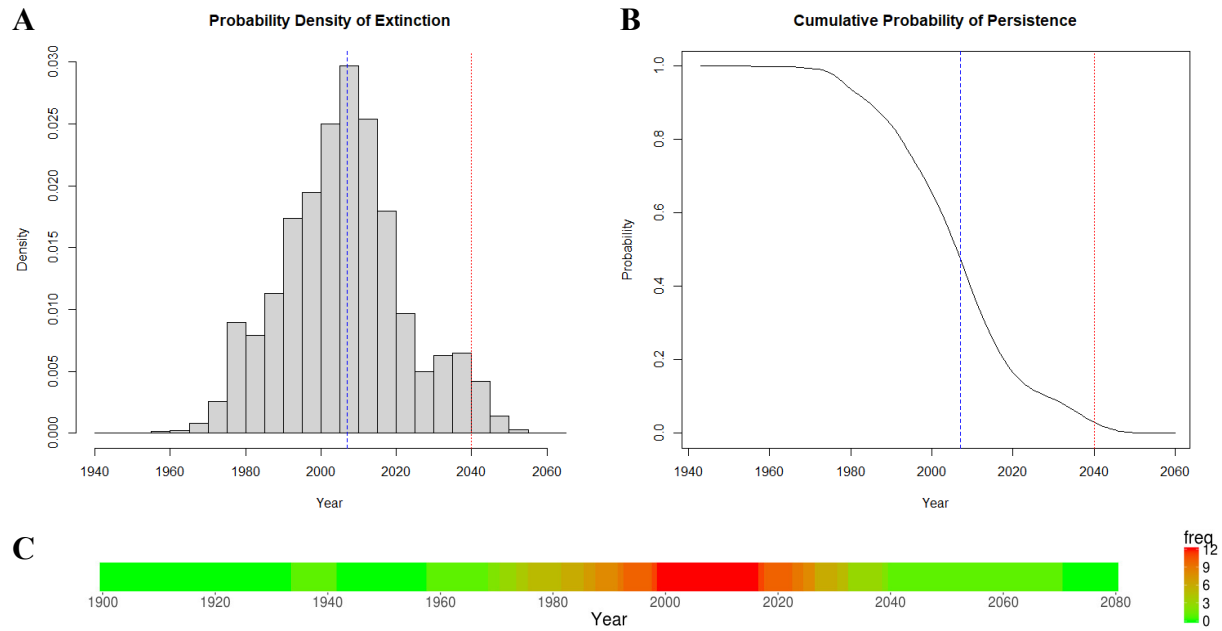 A
Probability Density of Extinction
Density
0.000 0.005 0.010 0.015 0.020 0.025 0.030
1940 1960 1980 2000 2020 2040 2060
Year
B
Cumulative Probability of Persistence
Probability
0.0 0.2 0.4 0.6 0.8 1.0
1940 1960 1980 2000 2020 2040 2060
Year
C
1900 1920 1940 1960 1980 2000 2020 2040 2060 2080
Year
freq
12
9
6
3
0